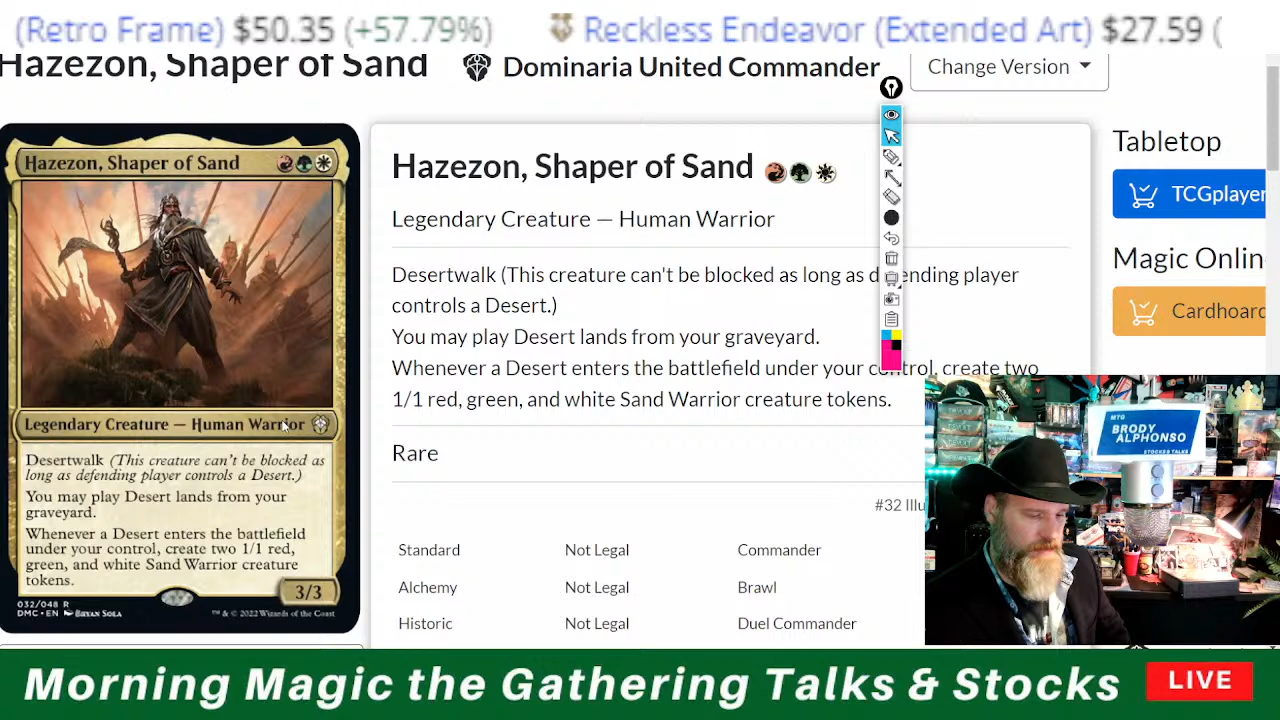 (Retro Frame) $50.35 (+57.79%) Reckless Endeavor (Extended Art) $27.59 (
Hazezon, Shaper of Sand Dominaria United Commander Change Version
Hazezon, Shaper of Sand
Legendary Creature — Human Warrior
Desertwalk (This creature can't be blocked as
long as defending player controls a Desert.)
You may play Desert lands from your
graveyard.
Whenever a Desert enters the battlefield
under your control, create two 1/1 red,
green, and white Sand Warrior creature
tokens.
3/3
032/048 R
DMC • EN BRYAN SOLA
™ & © 2022 Wizards of the Coast
Hazezon, Shaper of Sand
Legendary Creature — Human Warrior
Desertwalk (This creature can't be blocked as long as defending player
controls a Desert.)
You may play Desert lands from your graveyard.
Whenever a Desert enters the battlefield under your control, create two
1/1 red, green, and white Sand Warrior creature tokens.
Rare
#32 Illu
Standard Not Legal Commander
Alchemy Not Legal Brawl
Historic Not Legal Duel Commander
Tabletop
TCGplayer
Magic Onlin
Cardhoard
MTG
BRODY
ALPHONSO
STOCKS & TALKS
Morning Magic the Gathering Talks & Stocks LIVE